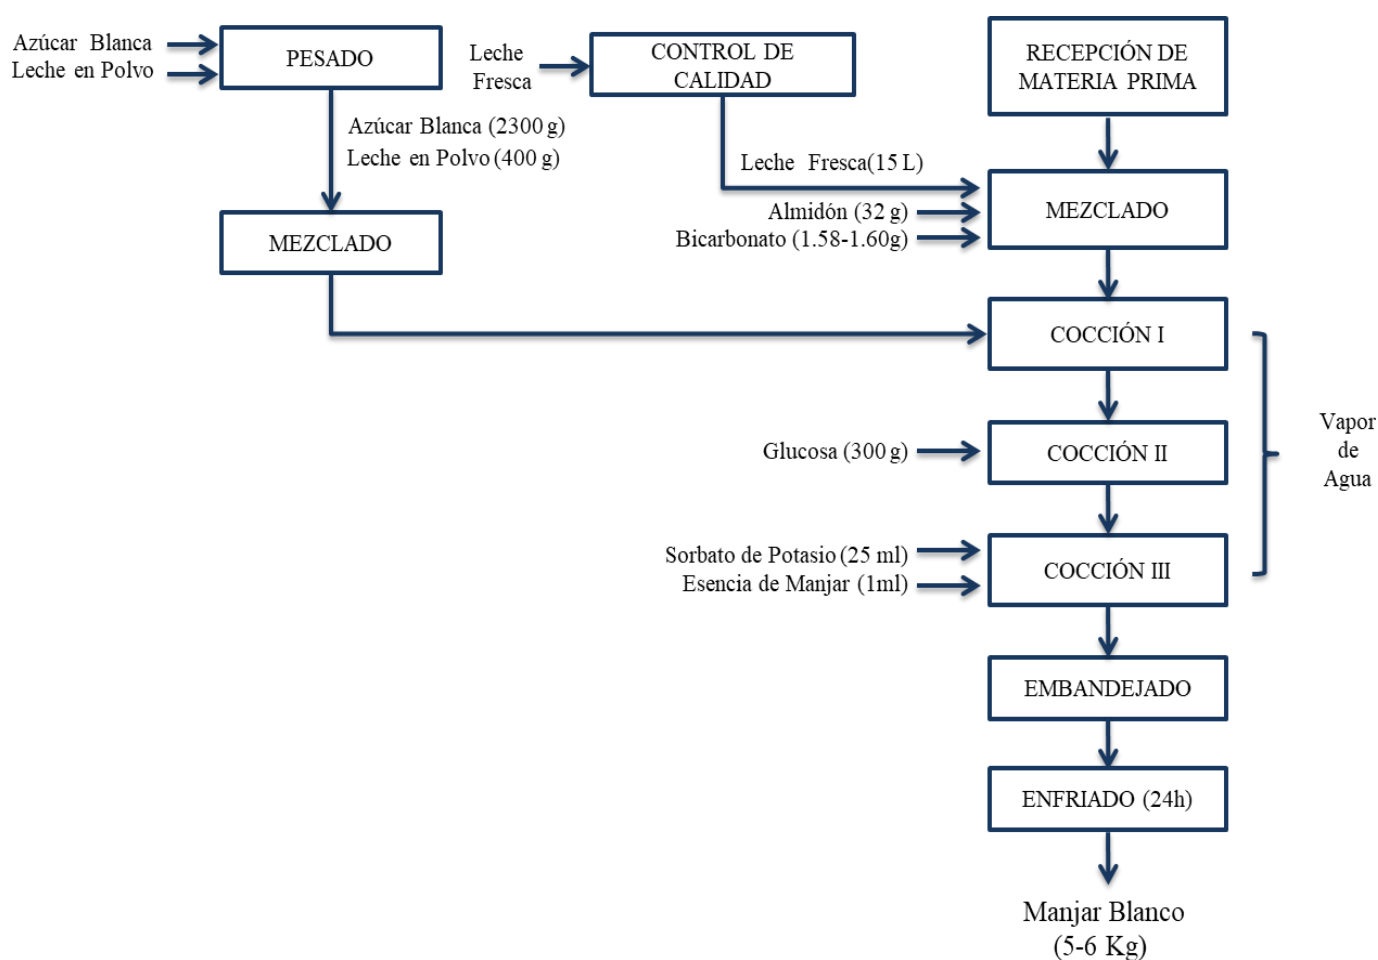 Azúcar Blanca
Leche en Polvo
PESADO
Azúcar Blanca (2300 g)
Leche en Polvo (400 g)
MEZCLADO
Leche
Fresca
CONTROL DE
CALIDAD
Leche Fresca(15 L)
RECEPCIÓN DE
MATERIA PRIMA
Almidón (32 g)
Bicarbonato (1.58-1.60g)
MEZCLADO
COCCIÓN I
Glucosa (300 g)
COCCIÓN II
Sorbato de Potasio (25 ml)
Esencia de Manjar (1ml)
COCCIÓN III
Vapor
de
Agua
EMBANDEJADO
ENFRIADO (24h)
Manjar Blanco
(5-6 Kg)